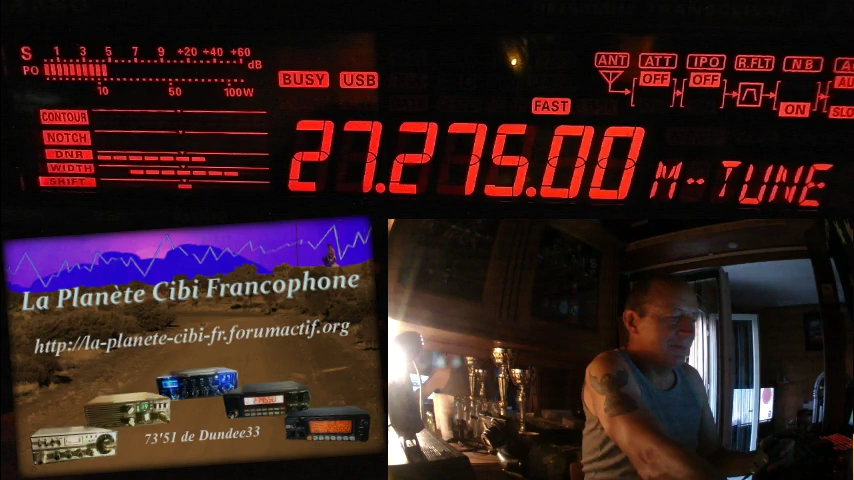 S 1 3 5 7 9 +20 +40 +60 dB
PO 10 50 100W
BUSY USB
ANT ATT IPO R.FLT NB
OFF OFF ON
FAST
CONTOUR
NOTCH
DNR
WIDTH
SHIFT
27.275.00 M-- TUNE
La Planète Cibi Francophone
http://la-planete-cibi-fr.forumactif.org
73'51 de Dundee33